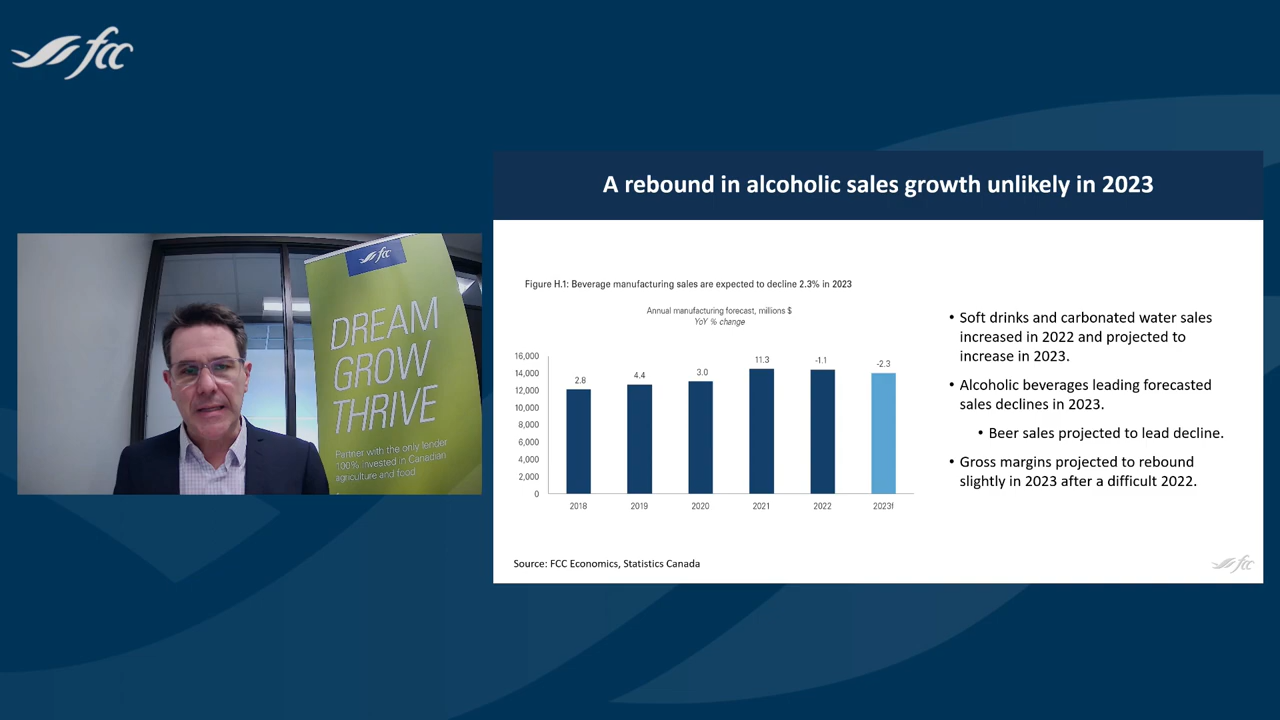 fcc
A rebound in alcoholic sales growth unlikely in 2023
fcc
DREAM
GROW
THRIVE
Partner with the only lender
100% invested in Canadian
agriculture and food
Figure H.1: Beverage manufacturing sales are expected to decline 2.3% in 2023
Annual manufacturing forecast, millions $
YoY % change
16,000
14,000
12,000
10,000
8,000
6,000
4,000
2,000
0
2.8
4.4
3.0
11.3
-1.1
-2.3
2018
2019
2020
2021
2022
2023f
• Soft drinks and carbonated water sales
increased in 2022 and projected to
increase in 2023.
• Alcoholic beverages leading forecasted
sales declines in 2023.
• Beer sales projected to lead decline.
• Gross margins projected to rebound
slightly in 2023 after a difficult 2022.
Source: FCC Economics, Statistics Canada
fcc